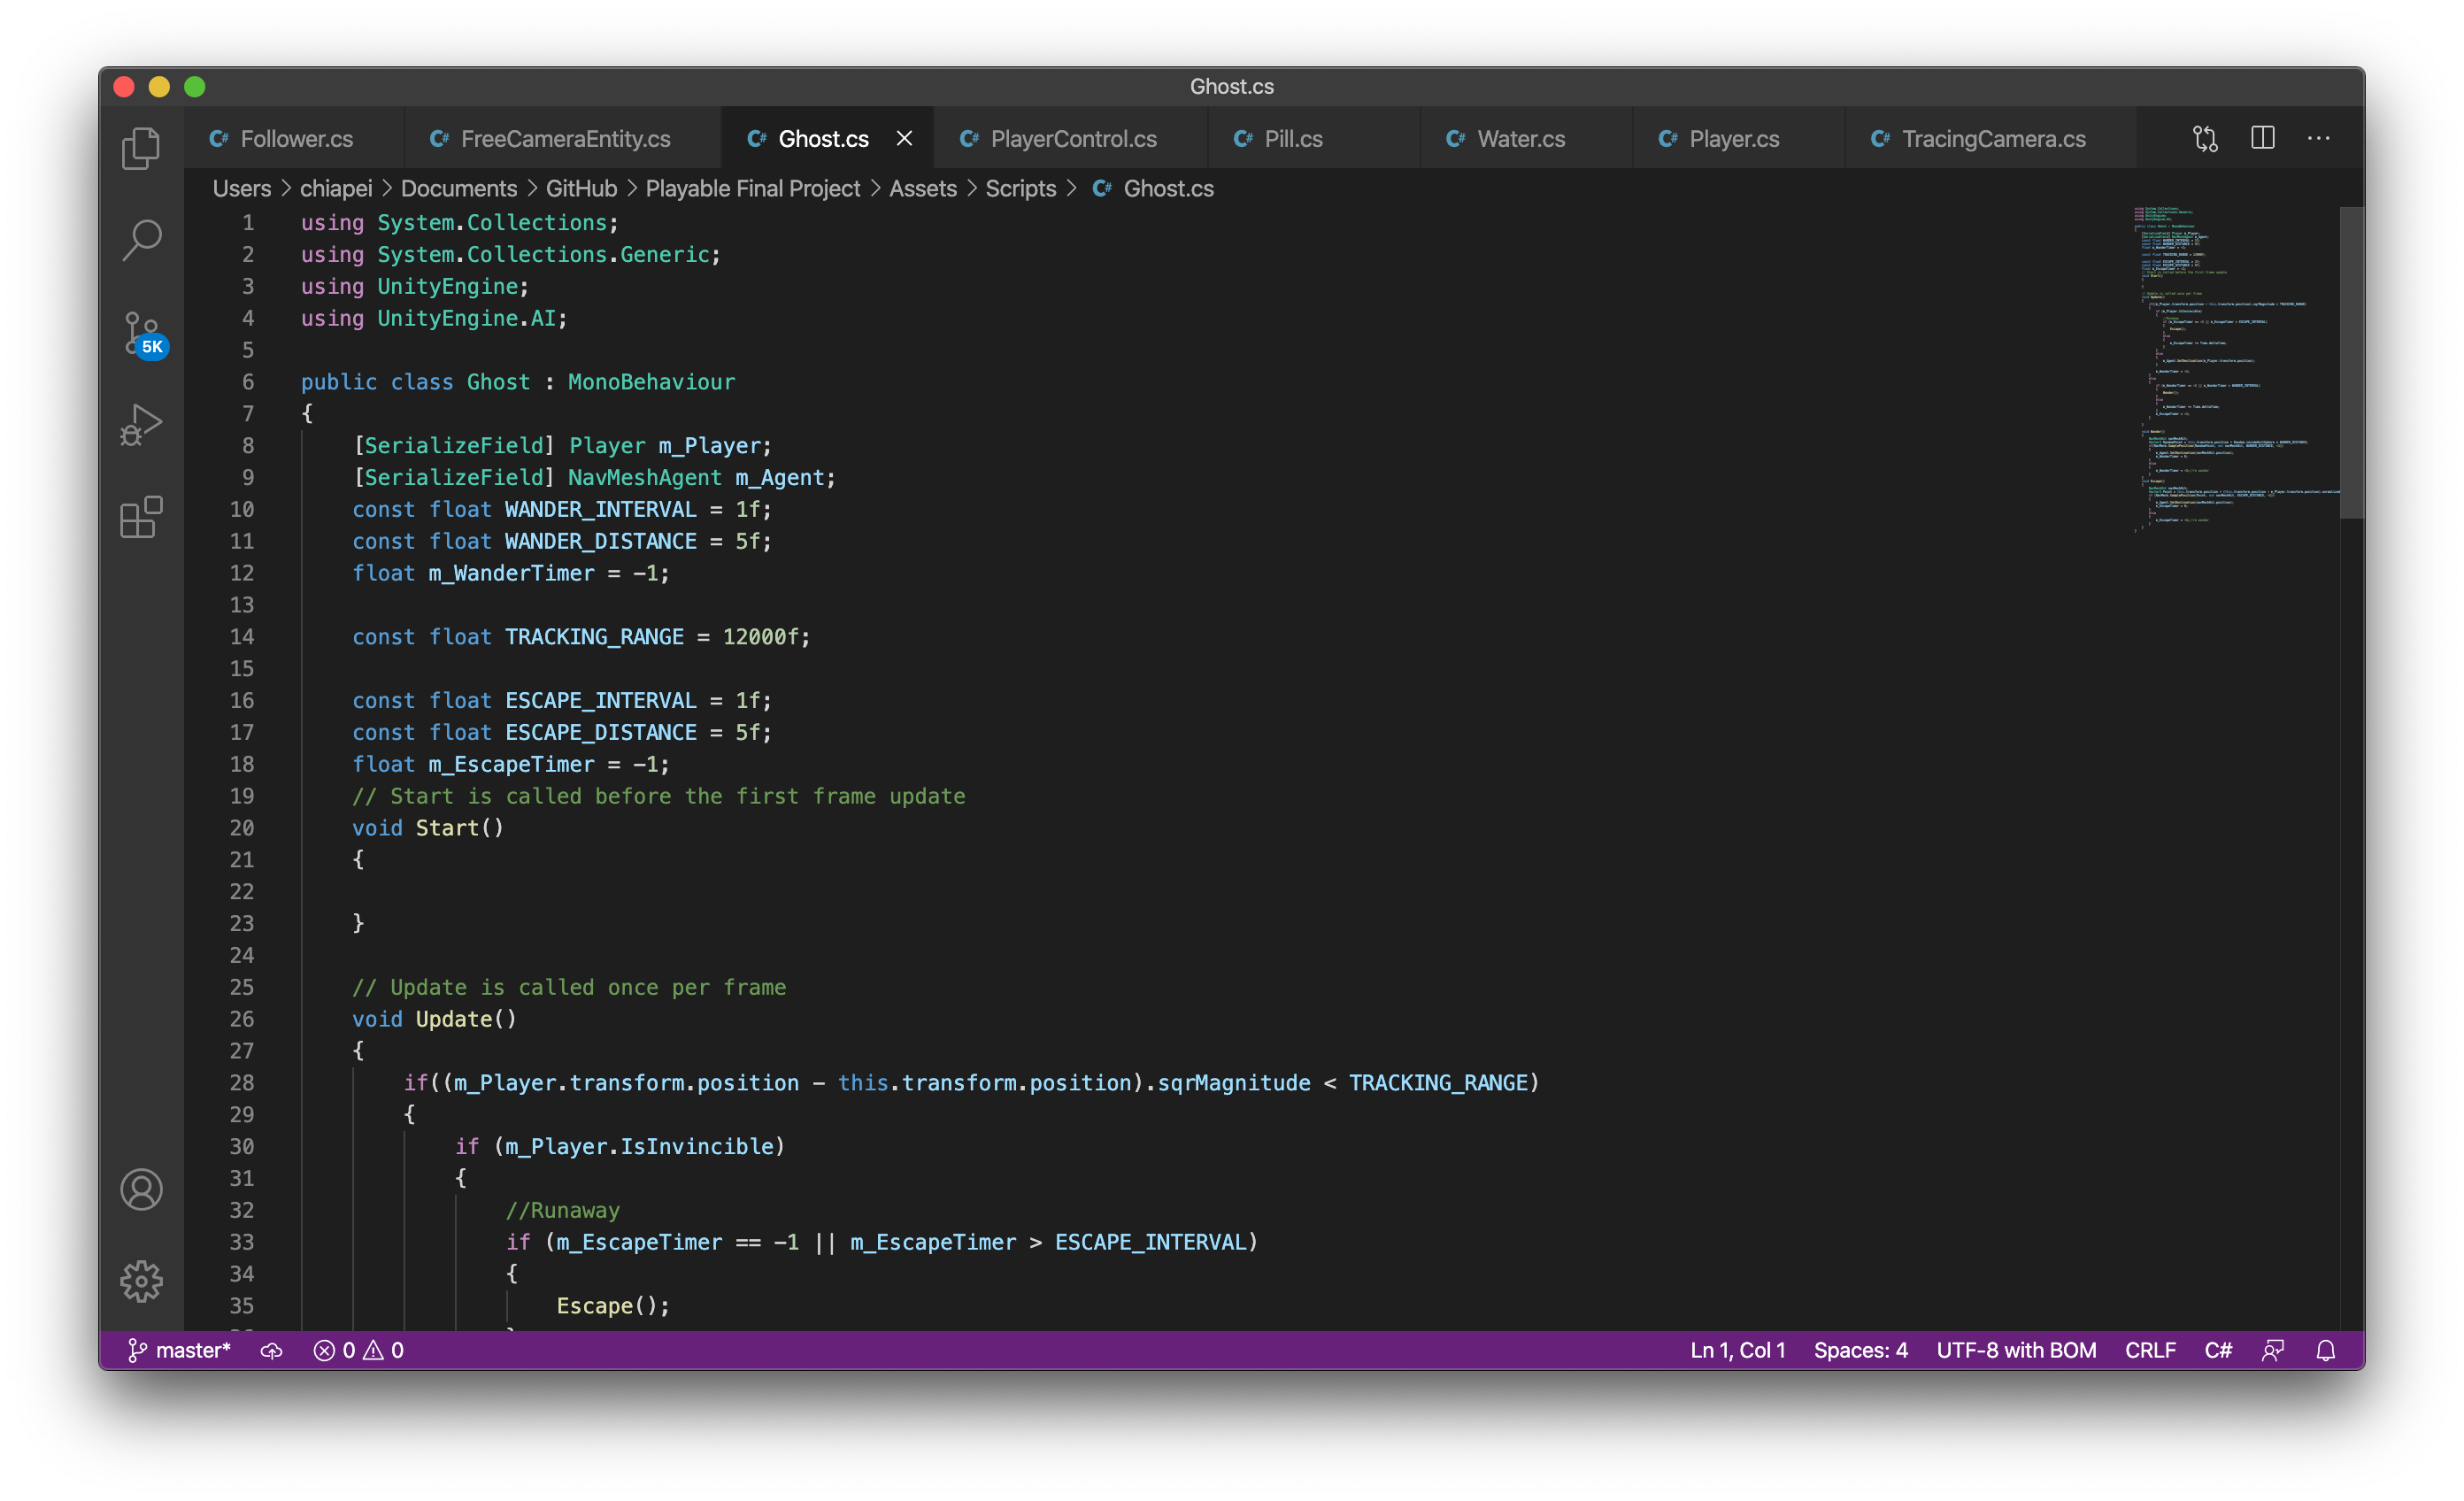 Ghost.cs
Follower.cs FreeCameraEntity.cs Ghost.cs PlayerControl.cs Pill.cs Water.cs Player.cs TracingCamera.cs
Users > chiapei > Documents > GitHub > Playable Final Project > Assets > Scripts > Ghost.cs
1 using System.Collections;
2 using System.Collections.Generic;
3 using UnityEngine;
4 using UnityEngine.AI;
5
6 public class Ghost : MonoBehaviour
7 {
8 [SerializeField] Player m_Player;
9 [SerializeField] NavMeshAgent m_Agent;
10 const float WANDER_INTERVAL = 1f;
11 const float WANDER_DISTANCE = 5f;
12 float m_WanderTimer = -1;
13
14 const float TRACKING_RANGE = 12000f;
15
16 const float ESCAPE_INTERVAL = 1f;
17 const float ESCAPE_DISTANCE = 5f;
18 float m_EscapeTimer = -1;
19 // Start is called before the first frame update
20 void Start()
21 {
22
23 }
24
25 // Update is called once per frame
26 void Update()
27 {
28 if((m_Player.transform.position - this.transform.position).sqrMagnitude < TRACKING_RANGE)
29 {
30 if (m_Player.IsInvincible)
31 {
32 //Runaway
33 if (m_EscapeTimer == -1 || m_EscapeTimer > ESCAPE_INTERVAL)
34 {
35 Escape();
5K
master* 0 0 Ln 1, Col 1 Spaces: 4 UTF-8 with BOM CRLF C#